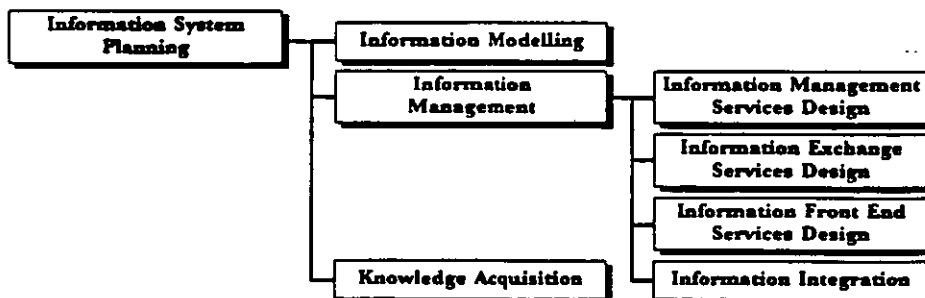 Information System
Planning
Information Modelling
Information
Management
Information Management
Services Design
Information Exchange
Services Design
Information Front End
Services Design
Knowledge Acquisition
Information Integration